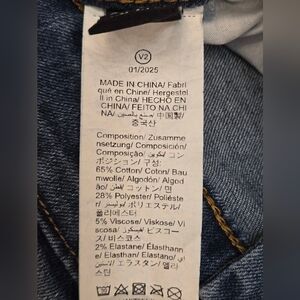 V2
01/2025
MADE IN CHINA/ Fabri
qué en Chine/ Hergestel
lt in China/ HECHO EN
CHINA/ FEITO NA CHI
NA/ صنع بالصين/ 中国製/
중국산
Composition/ Zusamme
nsetzung/ Composición/
Composição/ تكوين/ コン
ポジション/ 구성:
65% Cotton/ Coton/ Bau
mwolle/ Algodón/ Algod
ão/ قطن/ コットン/ 면
28% Polyester/ Poliéste
r/ بوليستر/ ポリエステル/
폴리에스터
5% Viscose/ Viskose/ Vi
scosa/ فيسكوز/ ビスコー
ス/ 비스코스
2% Elastane/ Élasthann
e/ Elasthan/ Elastano/ إي
لاستين/ エラスタン/ 엘라
스탄